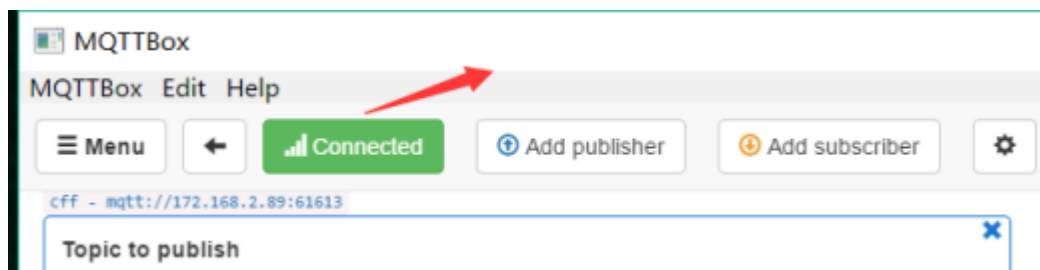 MQTTBox
MQTTBox Edit Help
Menu Connected Add publisher Add subscriber
cff - mqtt://172.168.2.89:61613
Topic to publish